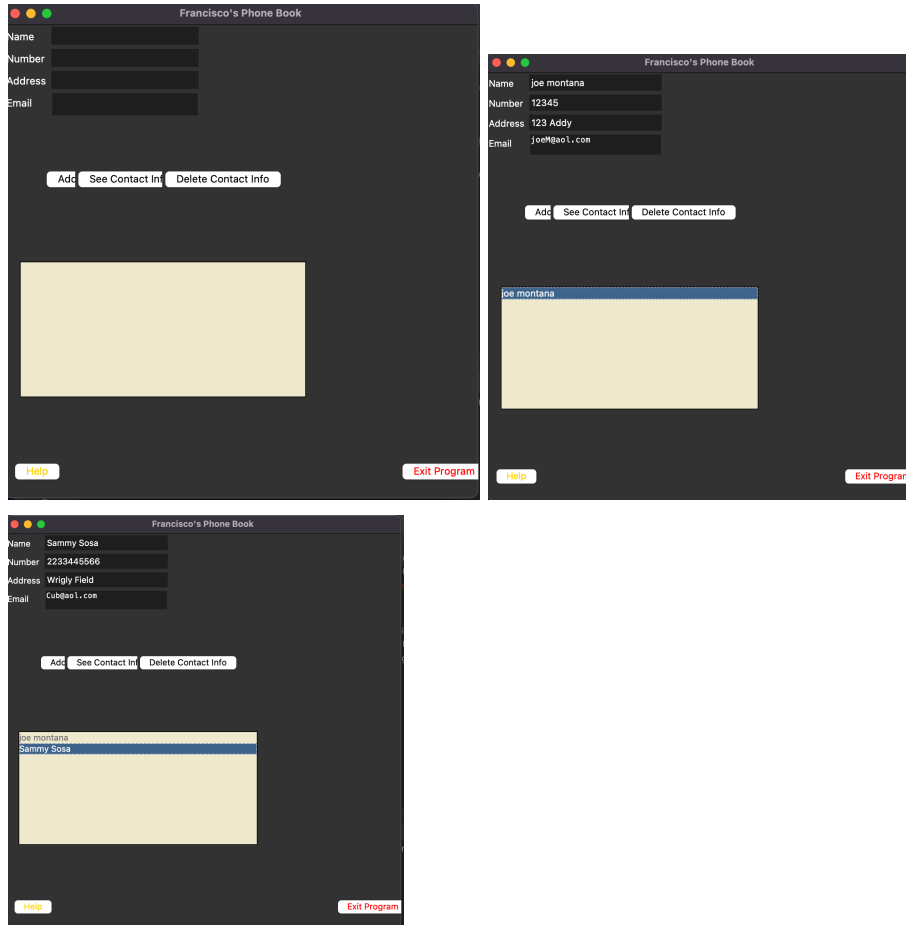 Francisco's Phone Book
Name
Number
Address
Email
Add See Contact Inf Delete Contact Info
Help Exit Program
Francisco's Phone Book
Name joe montana
Number 12345
Address 123 Addy
Email joeM@aol.com
Add See Contact Inf Delete Contact Info
joe montana
Help Exit Program
Francisco's Phone Book
Name Sammy Sosa
Number 2233445566
Address Wrigly Field
Email Cub@aol.com
Add See Contact Inf Delete Contact Info
joe montana
Sammy Sosa
Help Exit Program